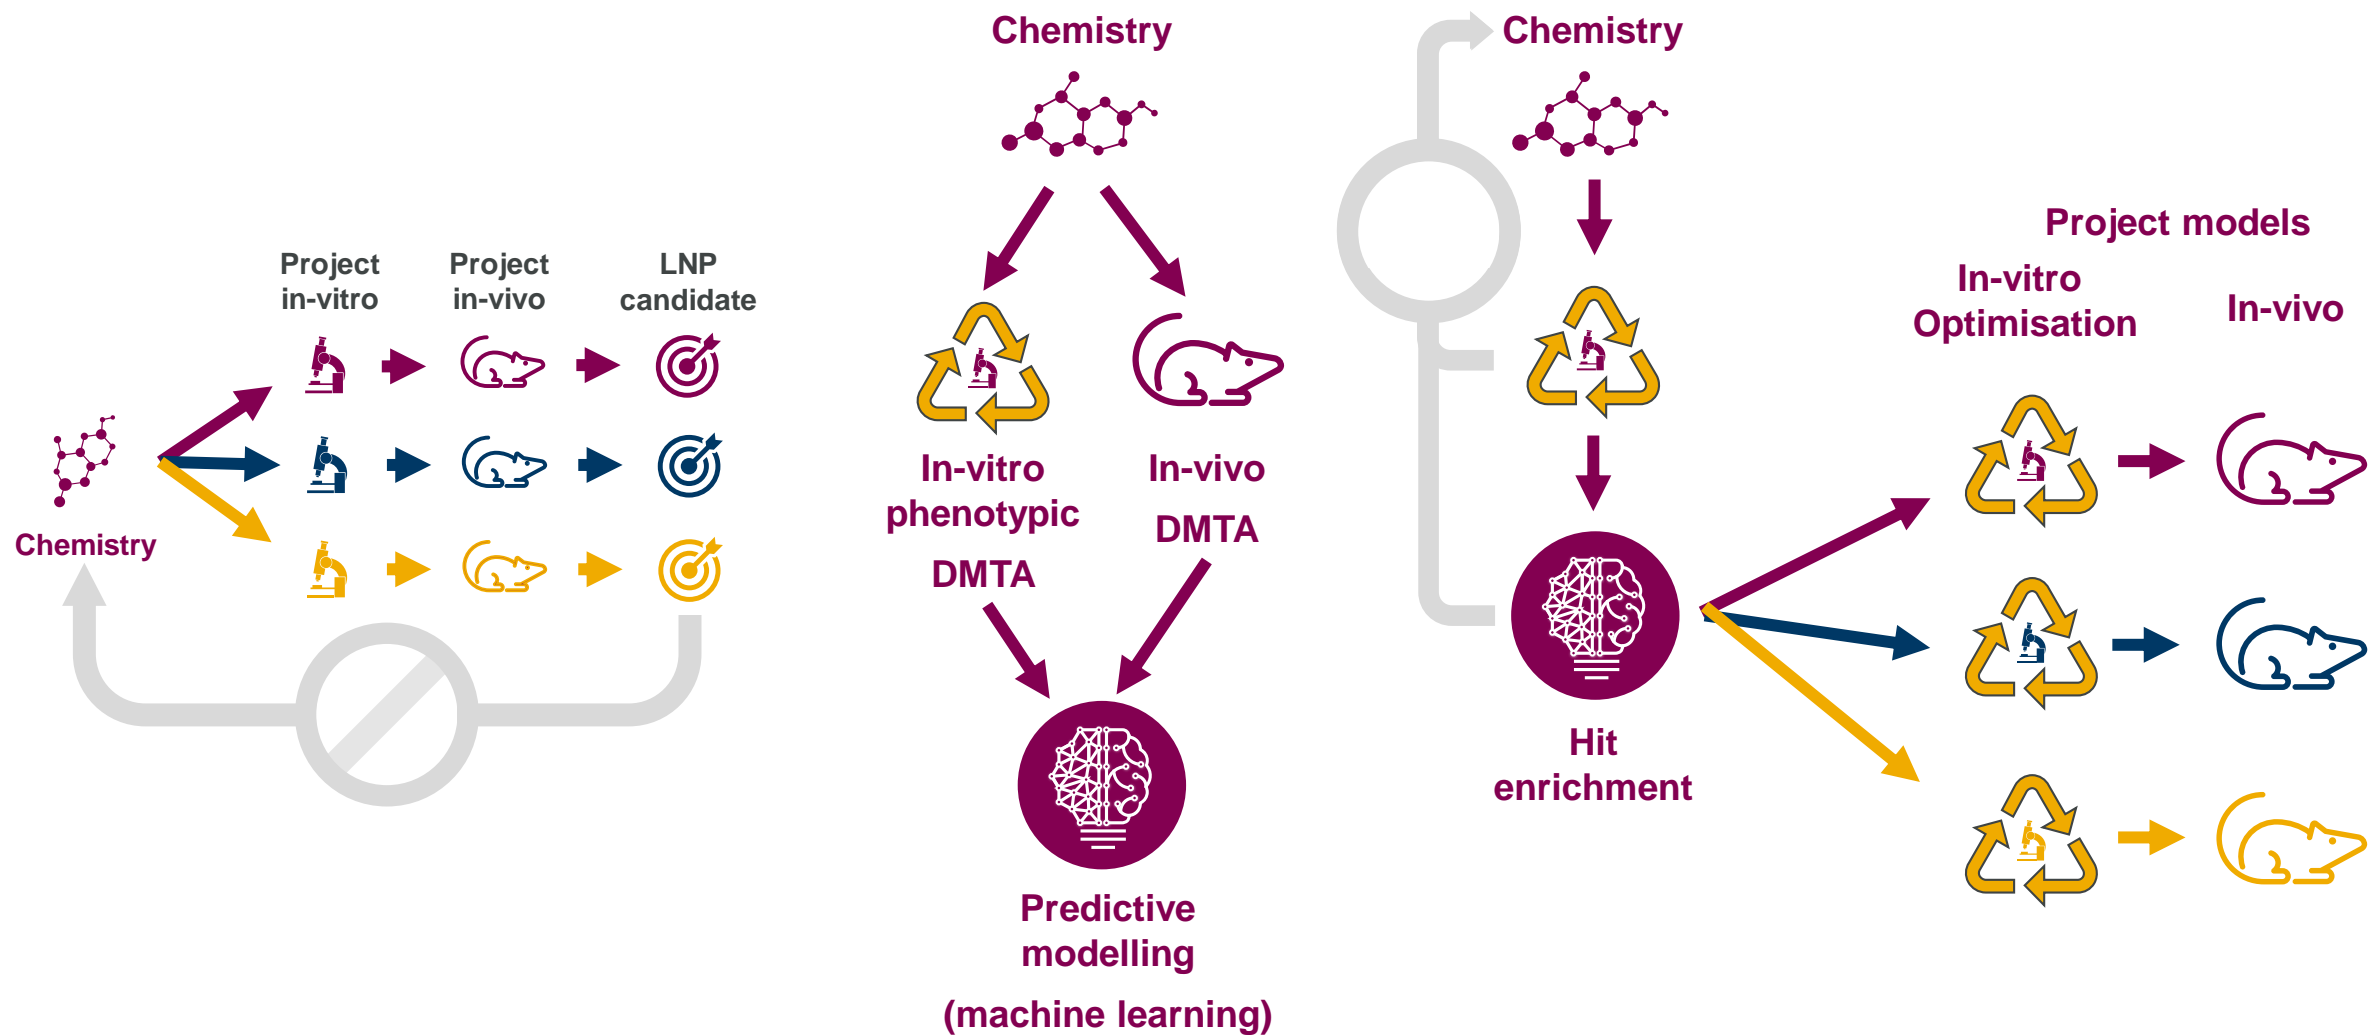 Project
in-vitro
Project
in-vivo
LNP
candidate
Chemistry
Chemistry
In-vitro
phenotypic
DMTA
In-vivo
DMTA
Predictive
modelling
(machine learning)
Chemistry
Hit
enrichment
Project models
In-vitro
Optimisation
In-vivo